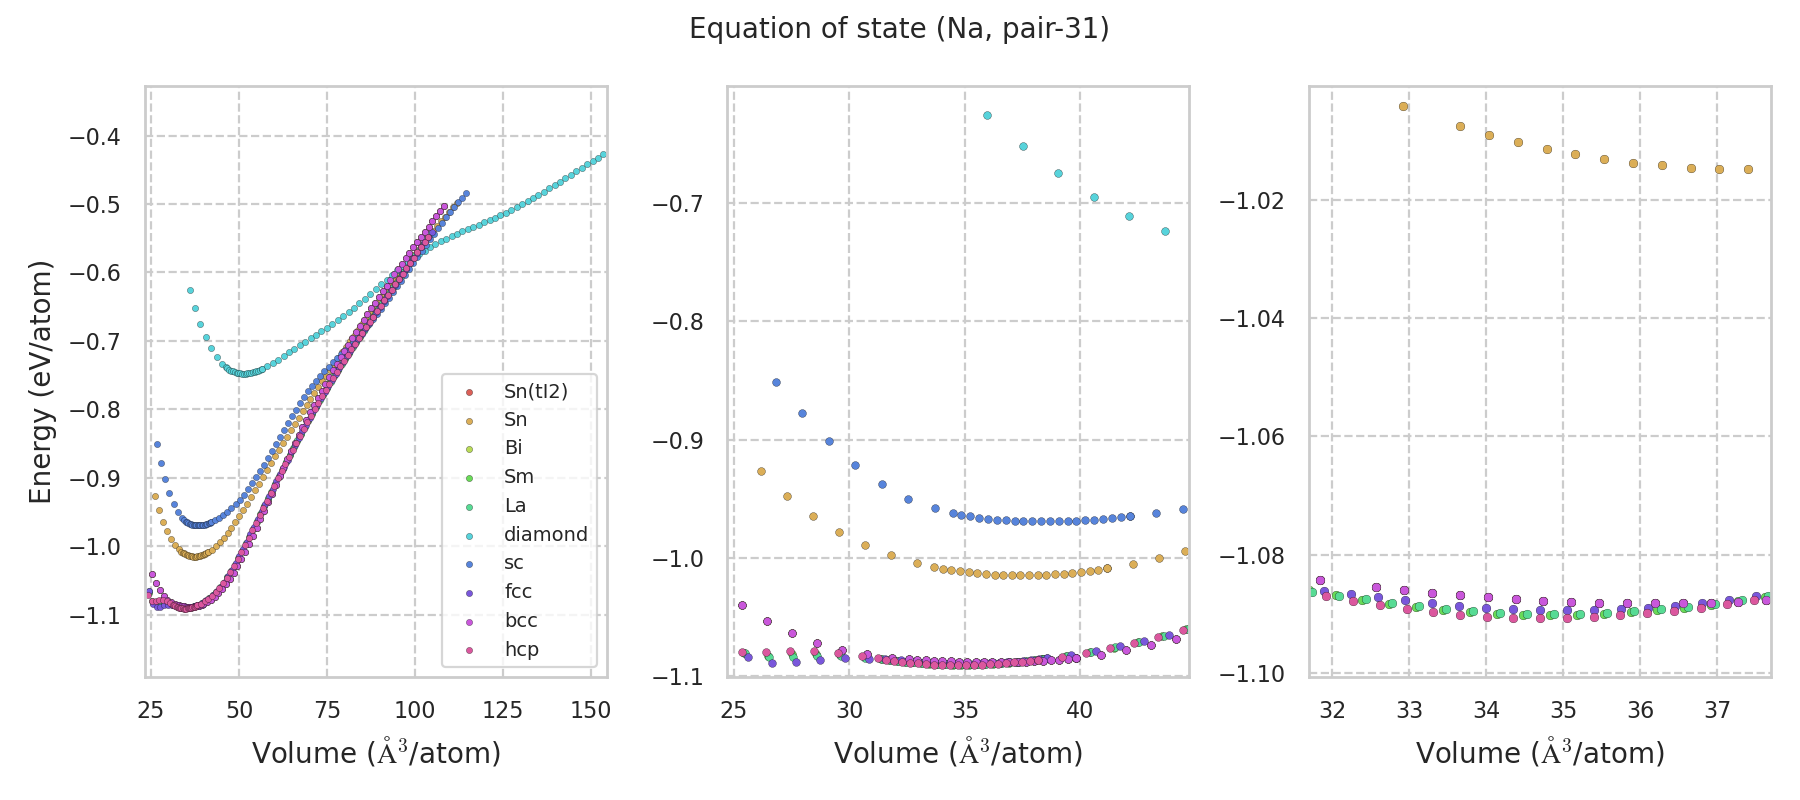 Equation of state (Na, pair-31)
Energy (eV/atom)
−0.4
−0.5
−0.6
−0.7
−0.8
−0.9
−1.0
−1.1
25 50 75 100 125 150
Volume (Å³/atom)
Sn(tI2)
Sn
Bi
Sm
La
diamond
sc
fcc
bcc
hcp
−0.7
−0.8
−0.9
−1.0
−1.1
25 30 35 40
Volume (Å³/atom)
−1.02
−1.04
−1.06
−1.08
−1.10
32 33 34 35 36 37
Volume (Å³/atom)